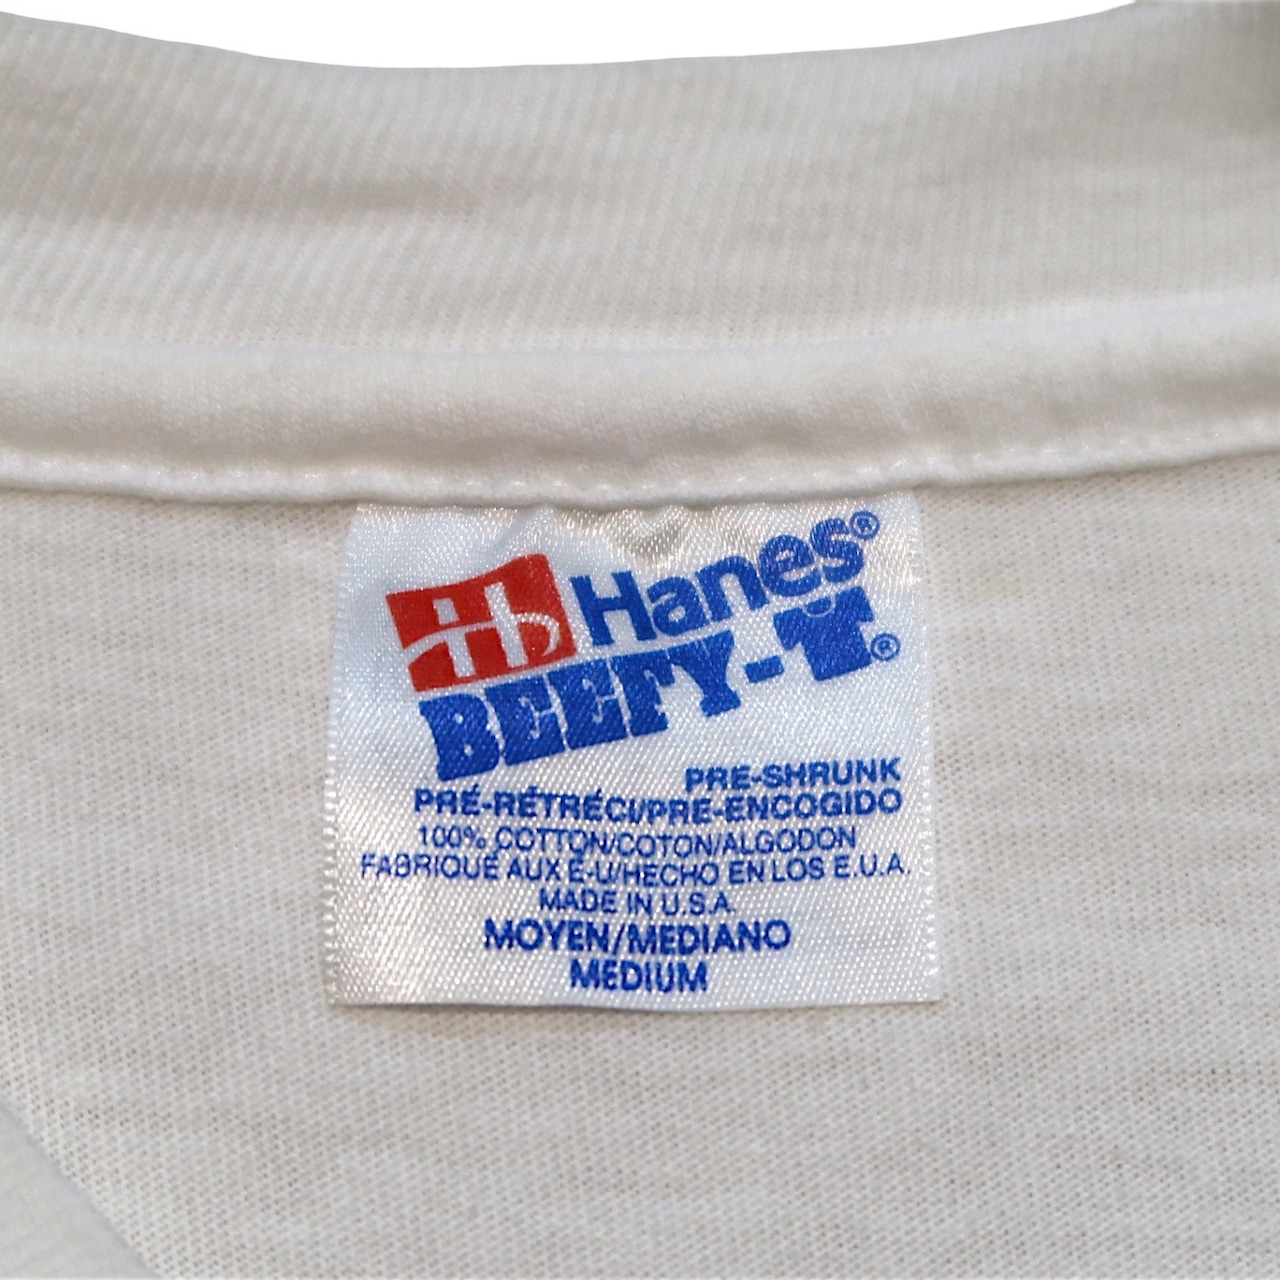 Hb Hanes®
BEEFY-T®
PRE-SHRUNK
PRÉ-RÉTRÉCI/PRE-ENCOGIDO
100% COTTON/COTON/ALGODON
FABRIQUÉ AUX É-U/HECHO EN LOS E.U.A.
MADE IN U.S.A.
MOYEN/MEDIANO
MEDIUM